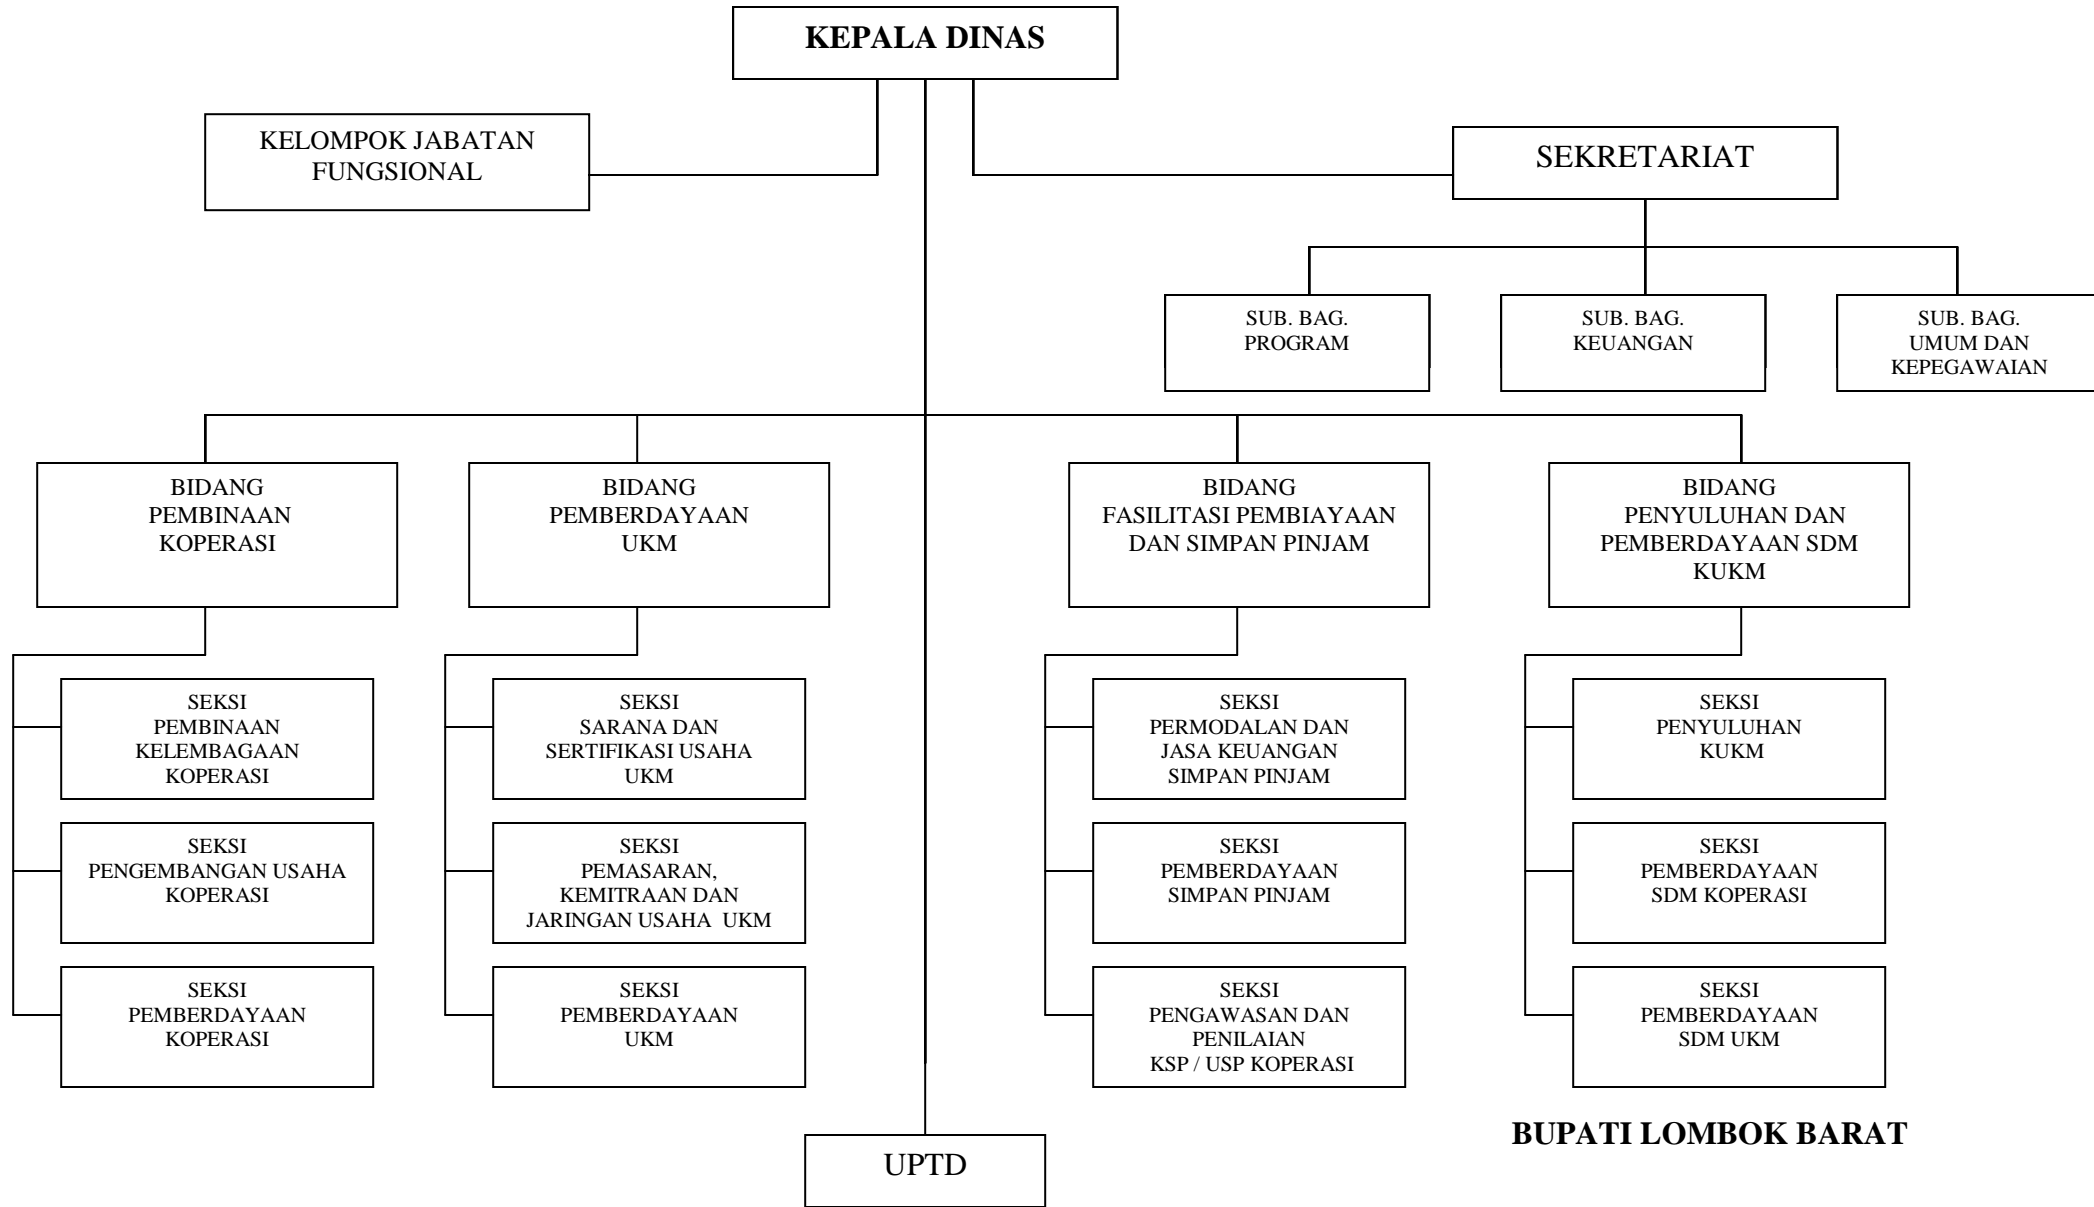 KEPALA DINAS
KELOMPOK JABATAN
FUNGSIONAL
SEKRETARIAT
SUB. BAG.
PROGRAM
SUB. BAG.
KEUANGAN
SUB. BAG.
UMUM DAN
KEPEGAWAIAN
BIDANG
PEMBINAAN
KOPERASI
BIDANG
PEMBERDAYAAN
UKM
BIDANG
FASILITASI PEMBIAYAAN
DAN SIMPAN PINJAM
BIDANG
PENYULUHAN DAN
PEMBERDAYAAN SDM
KUKM
SEKSI
PEMBINAAN
KELEMBAGAAN
KOPERASI
SEKSI
SARANA DAN
SERTIFIKASI USAHA
UKM
SEKSI
PERMODALAN DAN
JASA KEUANGAN
SIMPAN PINJAM
SEKSI
PENYULUHAN
KUKM
SEKSI
PENGEMBANGAN USAHA
KOPERASI
SEKSI
PEMASARAN,
KEMITRAAN DAN
JARINGAN USAHA  UKM
SEKSI
PEMBERDAYAAN
SIMPAN PINJAM
SEKSI
PEMBERDAYAAN
SDM KOPERASI
SEKSI
PEMBERDAYAAN
KOPERASI
SEKSI
PEMBERDAYAAN
UKM
SEKSI
PENGAWASAN DAN
PENILAIAN
KSP / USP KOPERASI
SEKSI
PEMBERDAYAAN
SDM UKM
BUPATI LOMBOK BARAT
UPTD